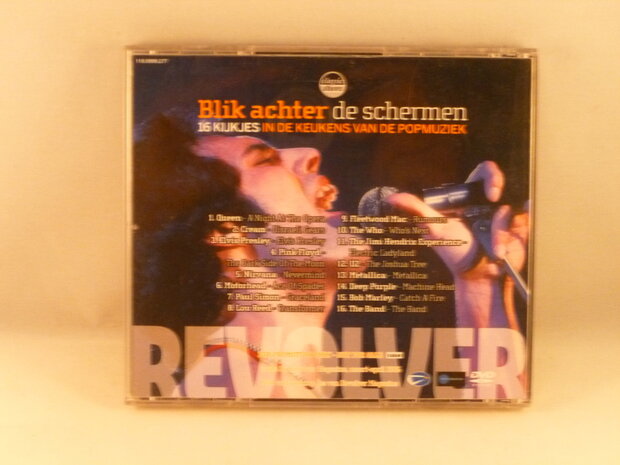 classic albums
Blik achter de schermen
16 KIJKJES IN DE KEUKENS VAN DE POPMUZIEK
1. Queen - A Night At The Opera
2. Cream - Disraeli Gears
3. Elvis Presley - Elvis Presley
4. Pink Floyd -
The Dark Side Of The Moon
5. Nirvana - Nevermind
6. Motorhead - Ace Of Spades
7. Paul Simon - Graceland
8. Lou Reed - Transformer
9. Fleetwood Mac - Rumours
10. The Who - Who's Next
11. The Jimi Hendrix Experience -
Electric Ladyland
12. U2 - The Joshua Tree
13. Metallica - Metallica
14. Deep Purple - Machine Head
15. Bob Marley - Catch A Fire
16. The Band - The Band
REVOLVER
DVD